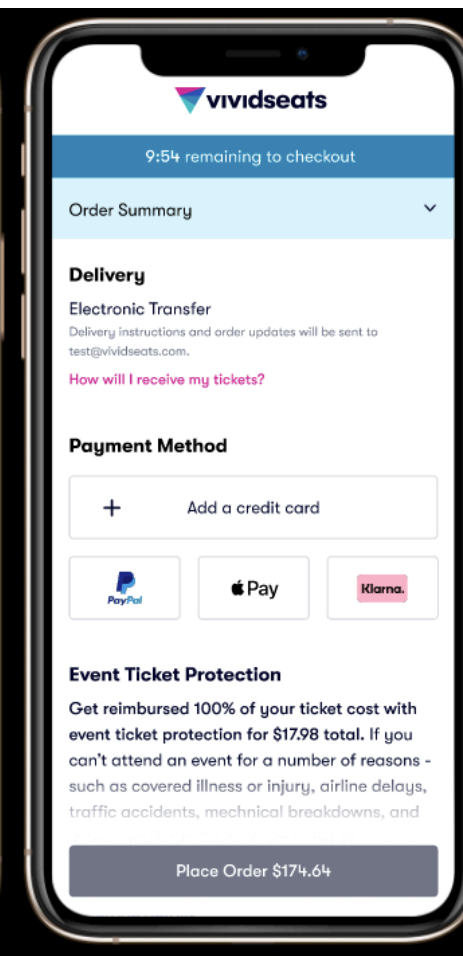 vividseats
9:54 remaining to checkout
Order Summary
Delivery
Electronic Transfer
Delivery instructions and order updates will be sent to
test@vividseats.com.
How will I receive my tickets?
Payment Method
+ Add a credit card
PayPal Pay Klarna.
Event Ticket Protection
Get reimbursed 100% of your ticket cost with
event ticket protection for $17.98 total. If you
can't attend an event for a number of reasons -
such as covered illness or injury, airline delays,
traffic accidents, mechnical breakdowns, and
Place Order $174.64